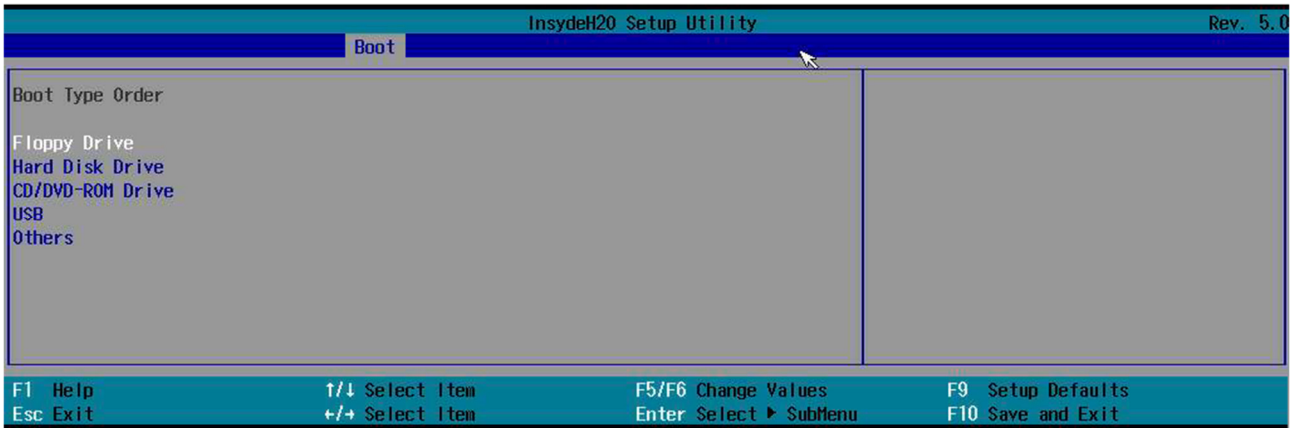 InsydeH20 Setup Utility Rev. 5.0
Boot
Boot Type Order
Floppy Drive
Hard Disk Drive
CD/DVD-ROM Drive
USB
Others
F1 Help ↑/↓ Select Item F5/F6 Change Values F9 Setup Defaults
Esc Exit ←/→ Select Item Enter Select ▶ SubMenu F10 Save and Exit